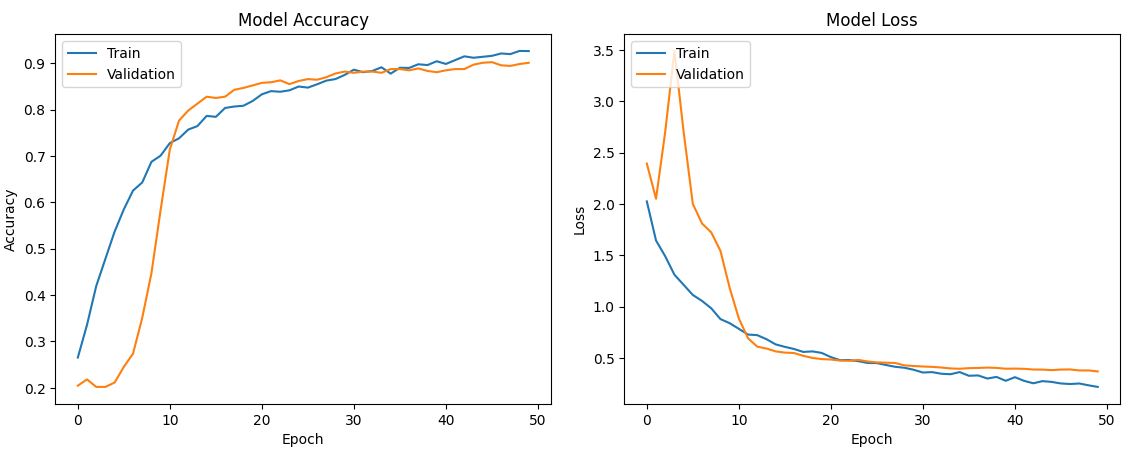 Model Accuracy
Train
Validation
0.9
0.8
0.7
0.6
0.5
0.4
0.3
0.2
Accuracy
0 10 20 30 40 50
Epoch
Model Loss
Train
Validation
3.5
3.0
2.5
2.0
1.5
1.0
0.5
Loss
0 10 20 30 40 50
Epoch